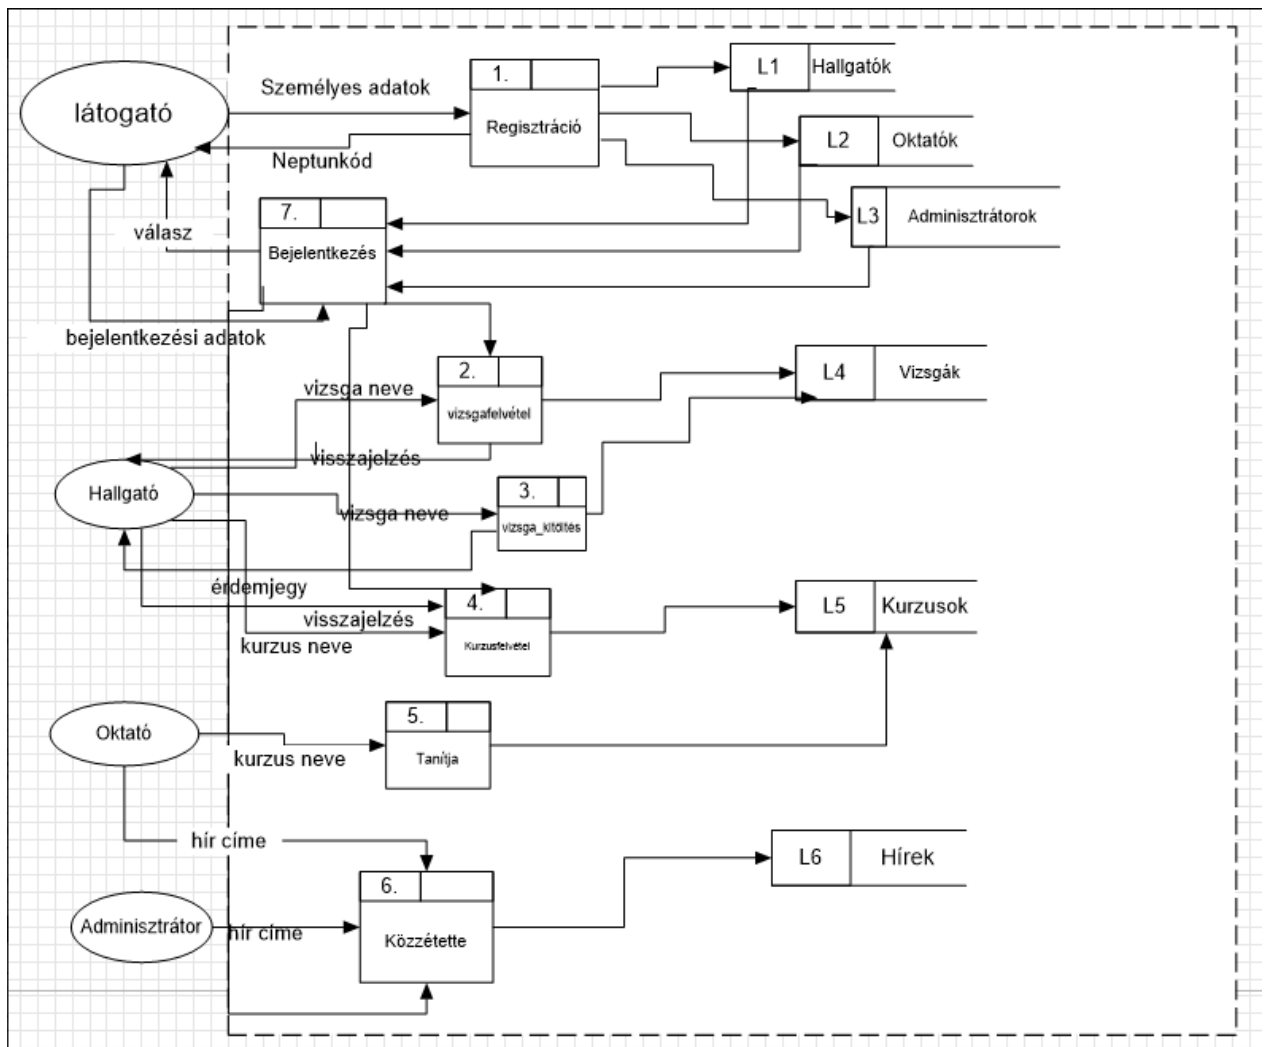 1.
L1
Hallgatók
Személyes adatok
látogató
Regisztráció
L2
Oktatók
Neptunkód
7.
L3
Adminisztrátorok
válasz
Bejelentkezés
bejelentkezési adatok
2.
L4
Vizsgák
vizsga neve
vizsgafelvétel
visszajelzés
Hallgató
3.
vizsga neve
vizsga_kitöltés
érdemjegy
4.
L5
Kurzusok
visszajelzés
kurzus neve
Kurzusfelvétel
5.
Oktató
kurzus neve
Tanítja
hír címe
L6
Hírek
6.
Adminisztrátor
hír címe
Közzétette